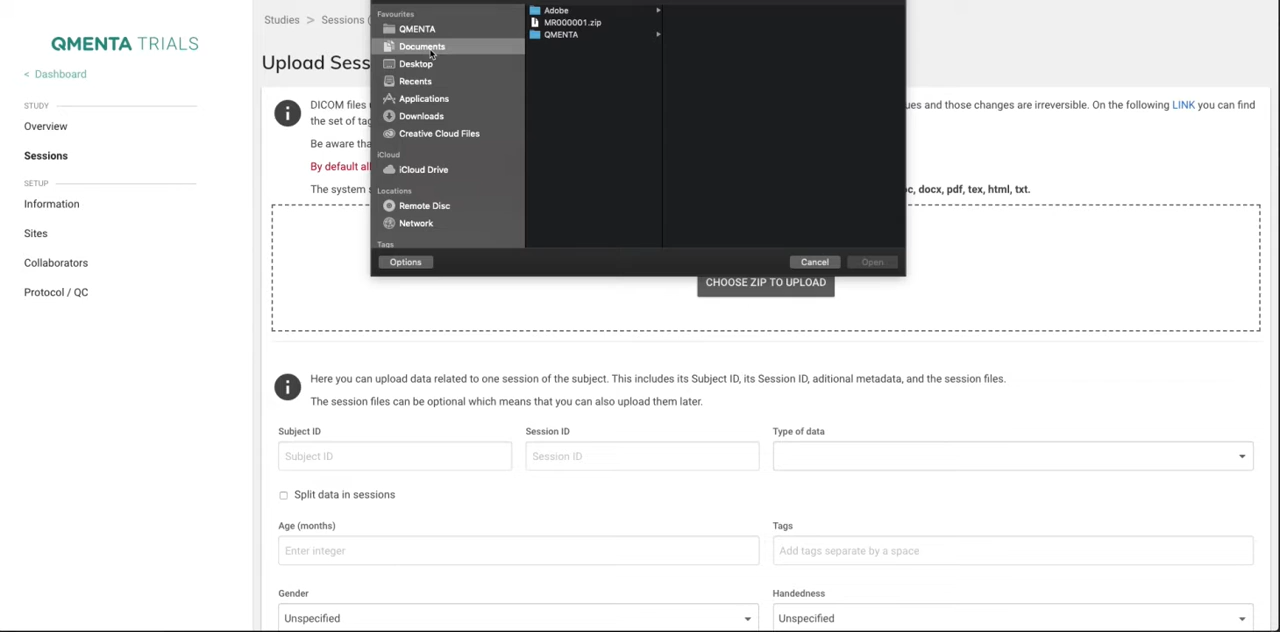 QMENTA TRIALS
< Dashboard
STUDY
Overview
Sessions
SETUP
Information
Sites
Collaborators
Protocol / QC
Studies > Sessions (
Upload Sess
Favourites
QMENTA
Documents
Desktop
Recents
Applications
Downloads
Creative Cloud Files
iCloud
iCloud Drive
Locations
Remote Disc
Network
Tags
Adobe
MR000001.zip
QMENTA
Options
Cancel
Open
DICOM files
ues and those changes are irreversible. On the following LINK you can find
the set of tag
Be aware tha
By default all
The system
c, docx, pdf, tex, html, txt.
CHOOSE ZIP TO UPLOAD
Here you can upload data related to one session of the subject. This includes its Subject ID, its Session ID, aditional metadata, and the session files.
The session files can be optional which means that you can also upload them later.
Subject ID
Session ID
Type of data
Subject ID
Session ID
Split data in sessions
Age (months)
Tags
Enter integer
Add tags separate by a space
Gender
Handedness
Unspecified
Unspecified